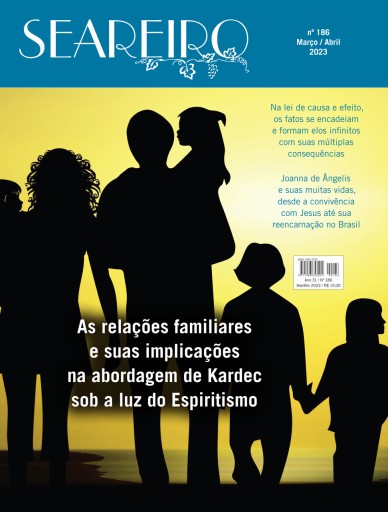 SEAREIRO
nº 186
Março / Abril
2023
Na lei de causa e efeito,
os fatos se encadeiam
e formam elos infinitos
com suas múltiplas
consequências
Joanna de Ângelis
e suas muitas vidas,
desde a convivência
com Jesus até sua
reencarnação no Brasil
As relações familiares
e suas implicações
na abordagem de Kardec
sob a luz do Espiritismo